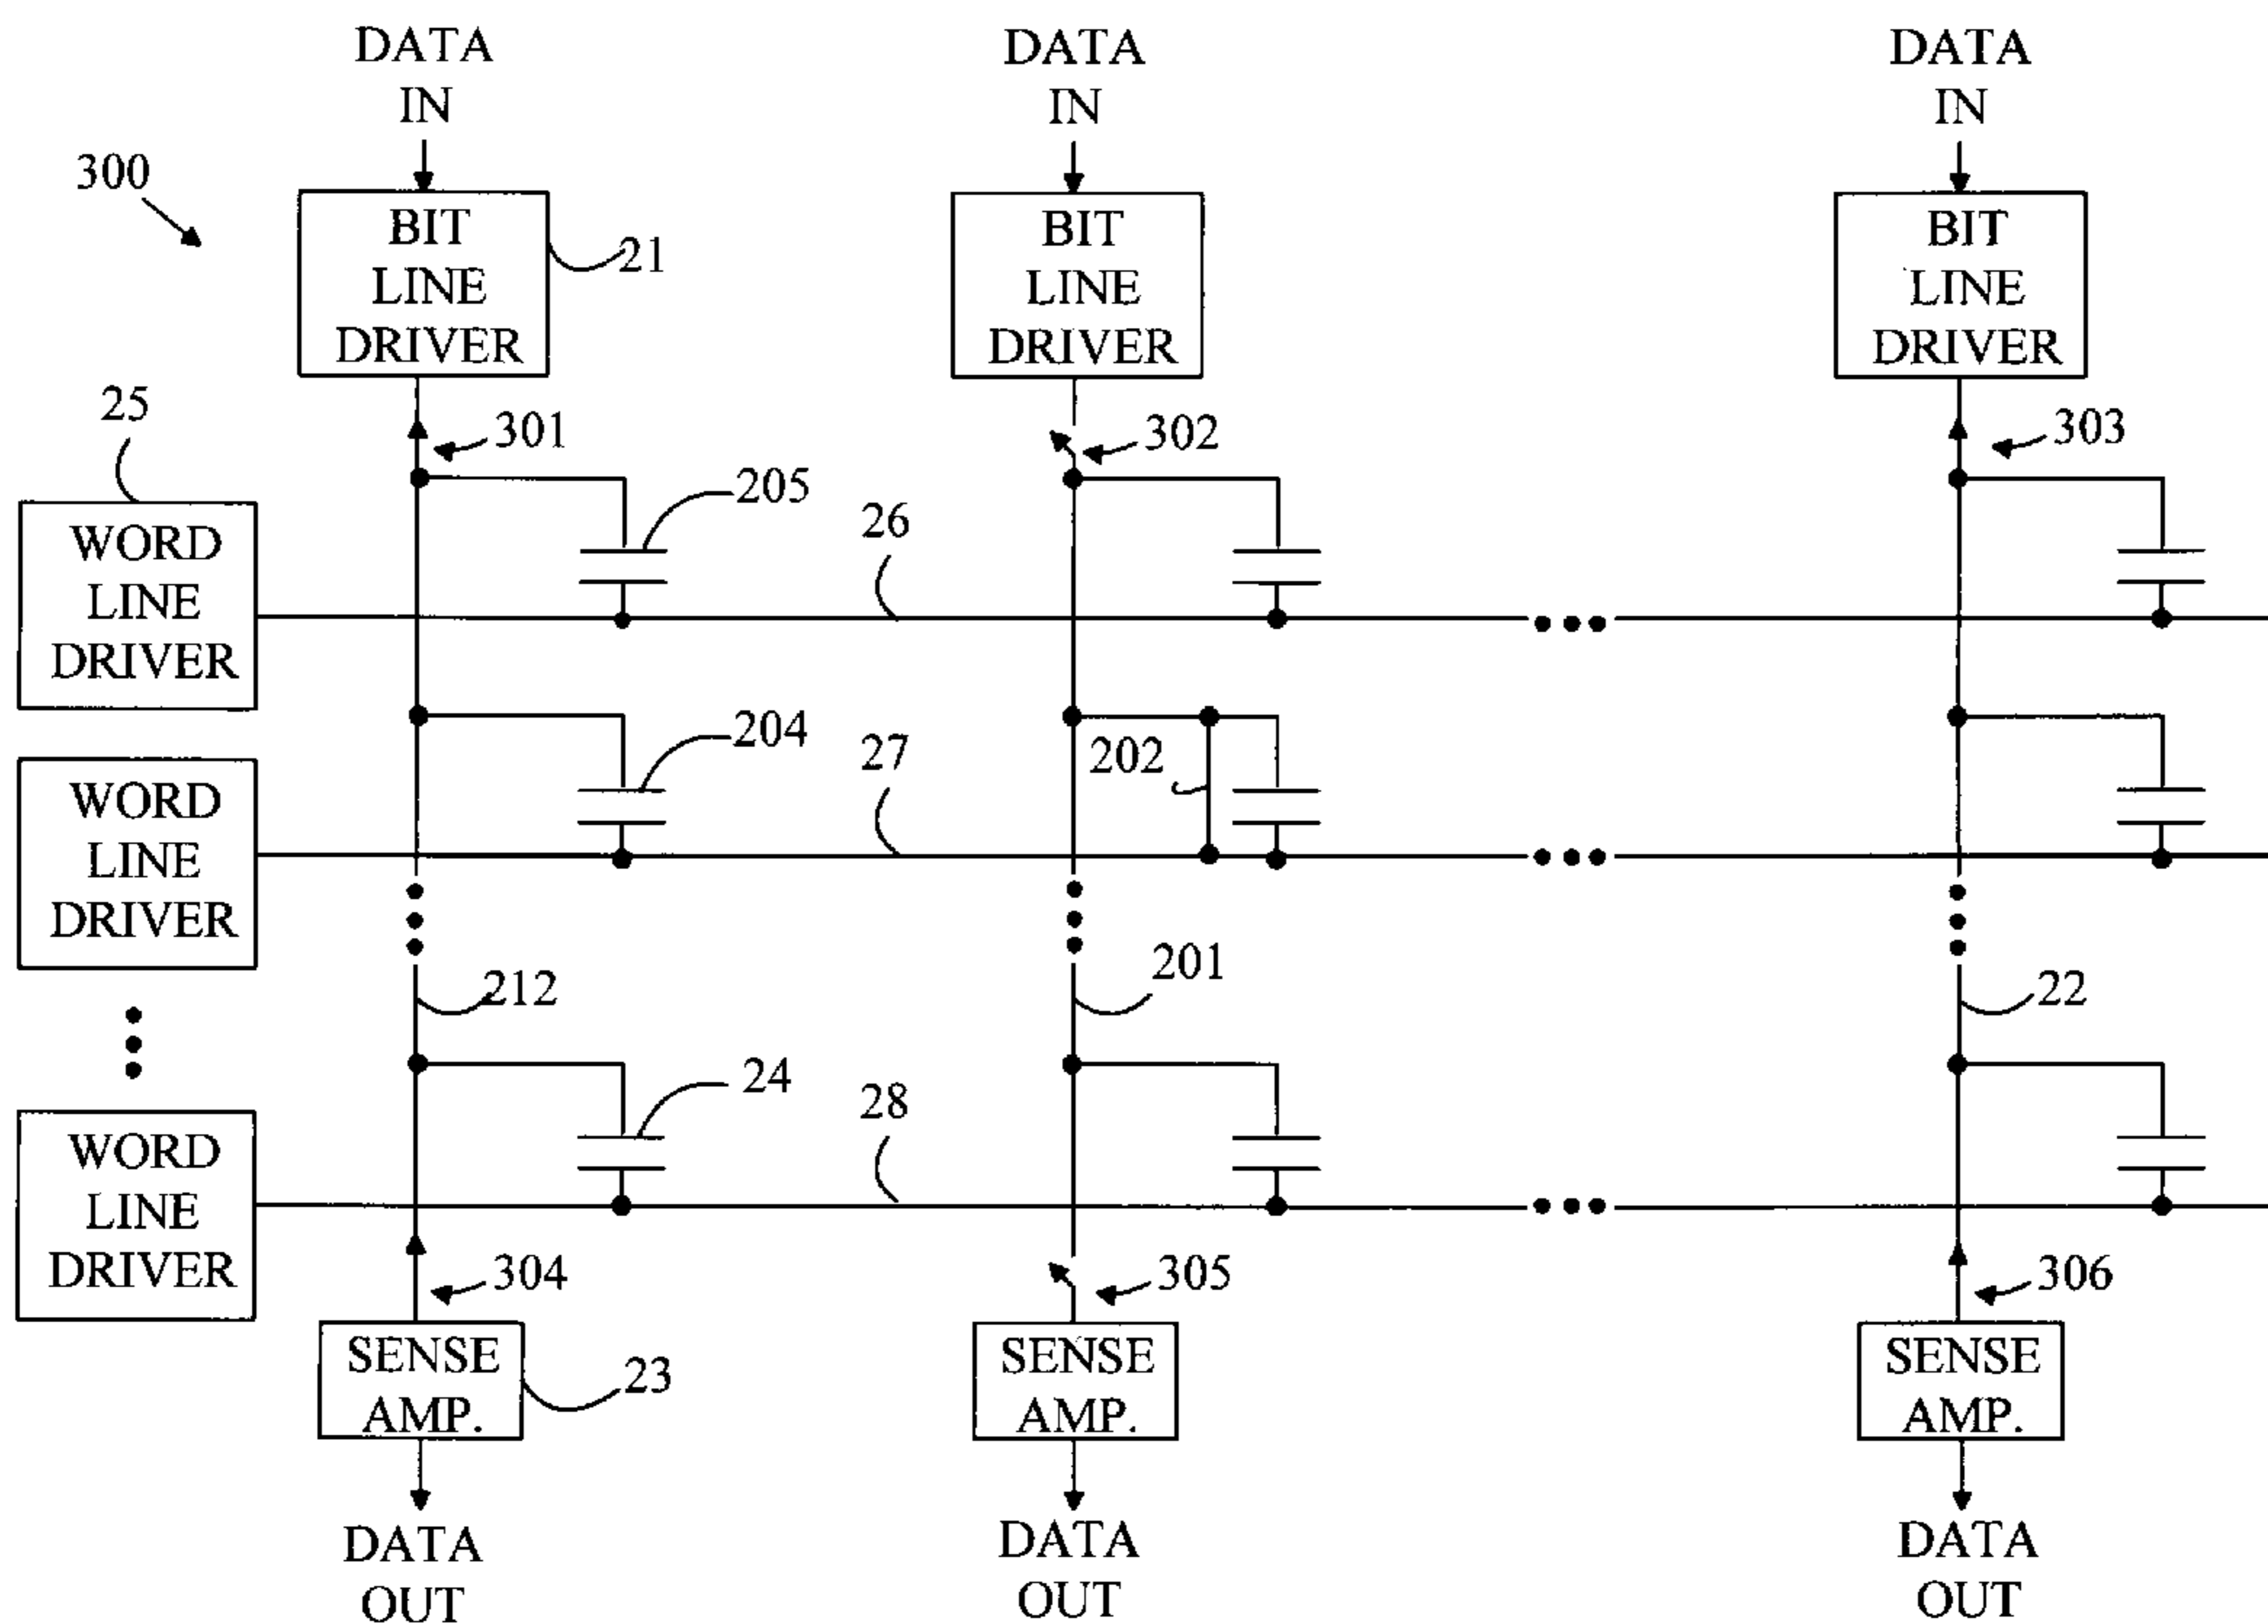 DATA
IN
DATA
IN
DATA
IN
300
BIT
LINE
DRIVER
21
BIT
LINE
DRIVER
BIT
LINE
DRIVER
25
301
302
303
205
26
WORD
LINE
DRIVER
204
27
202
WORD
LINE
DRIVER
212
201
22
24
28
WORD
LINE
DRIVER
304
305
306
SENSE
AMP.
23
SENSE
AMP.
SENSE
AMP.
DATA
OUT
DATA
OUT
DATA
OUT